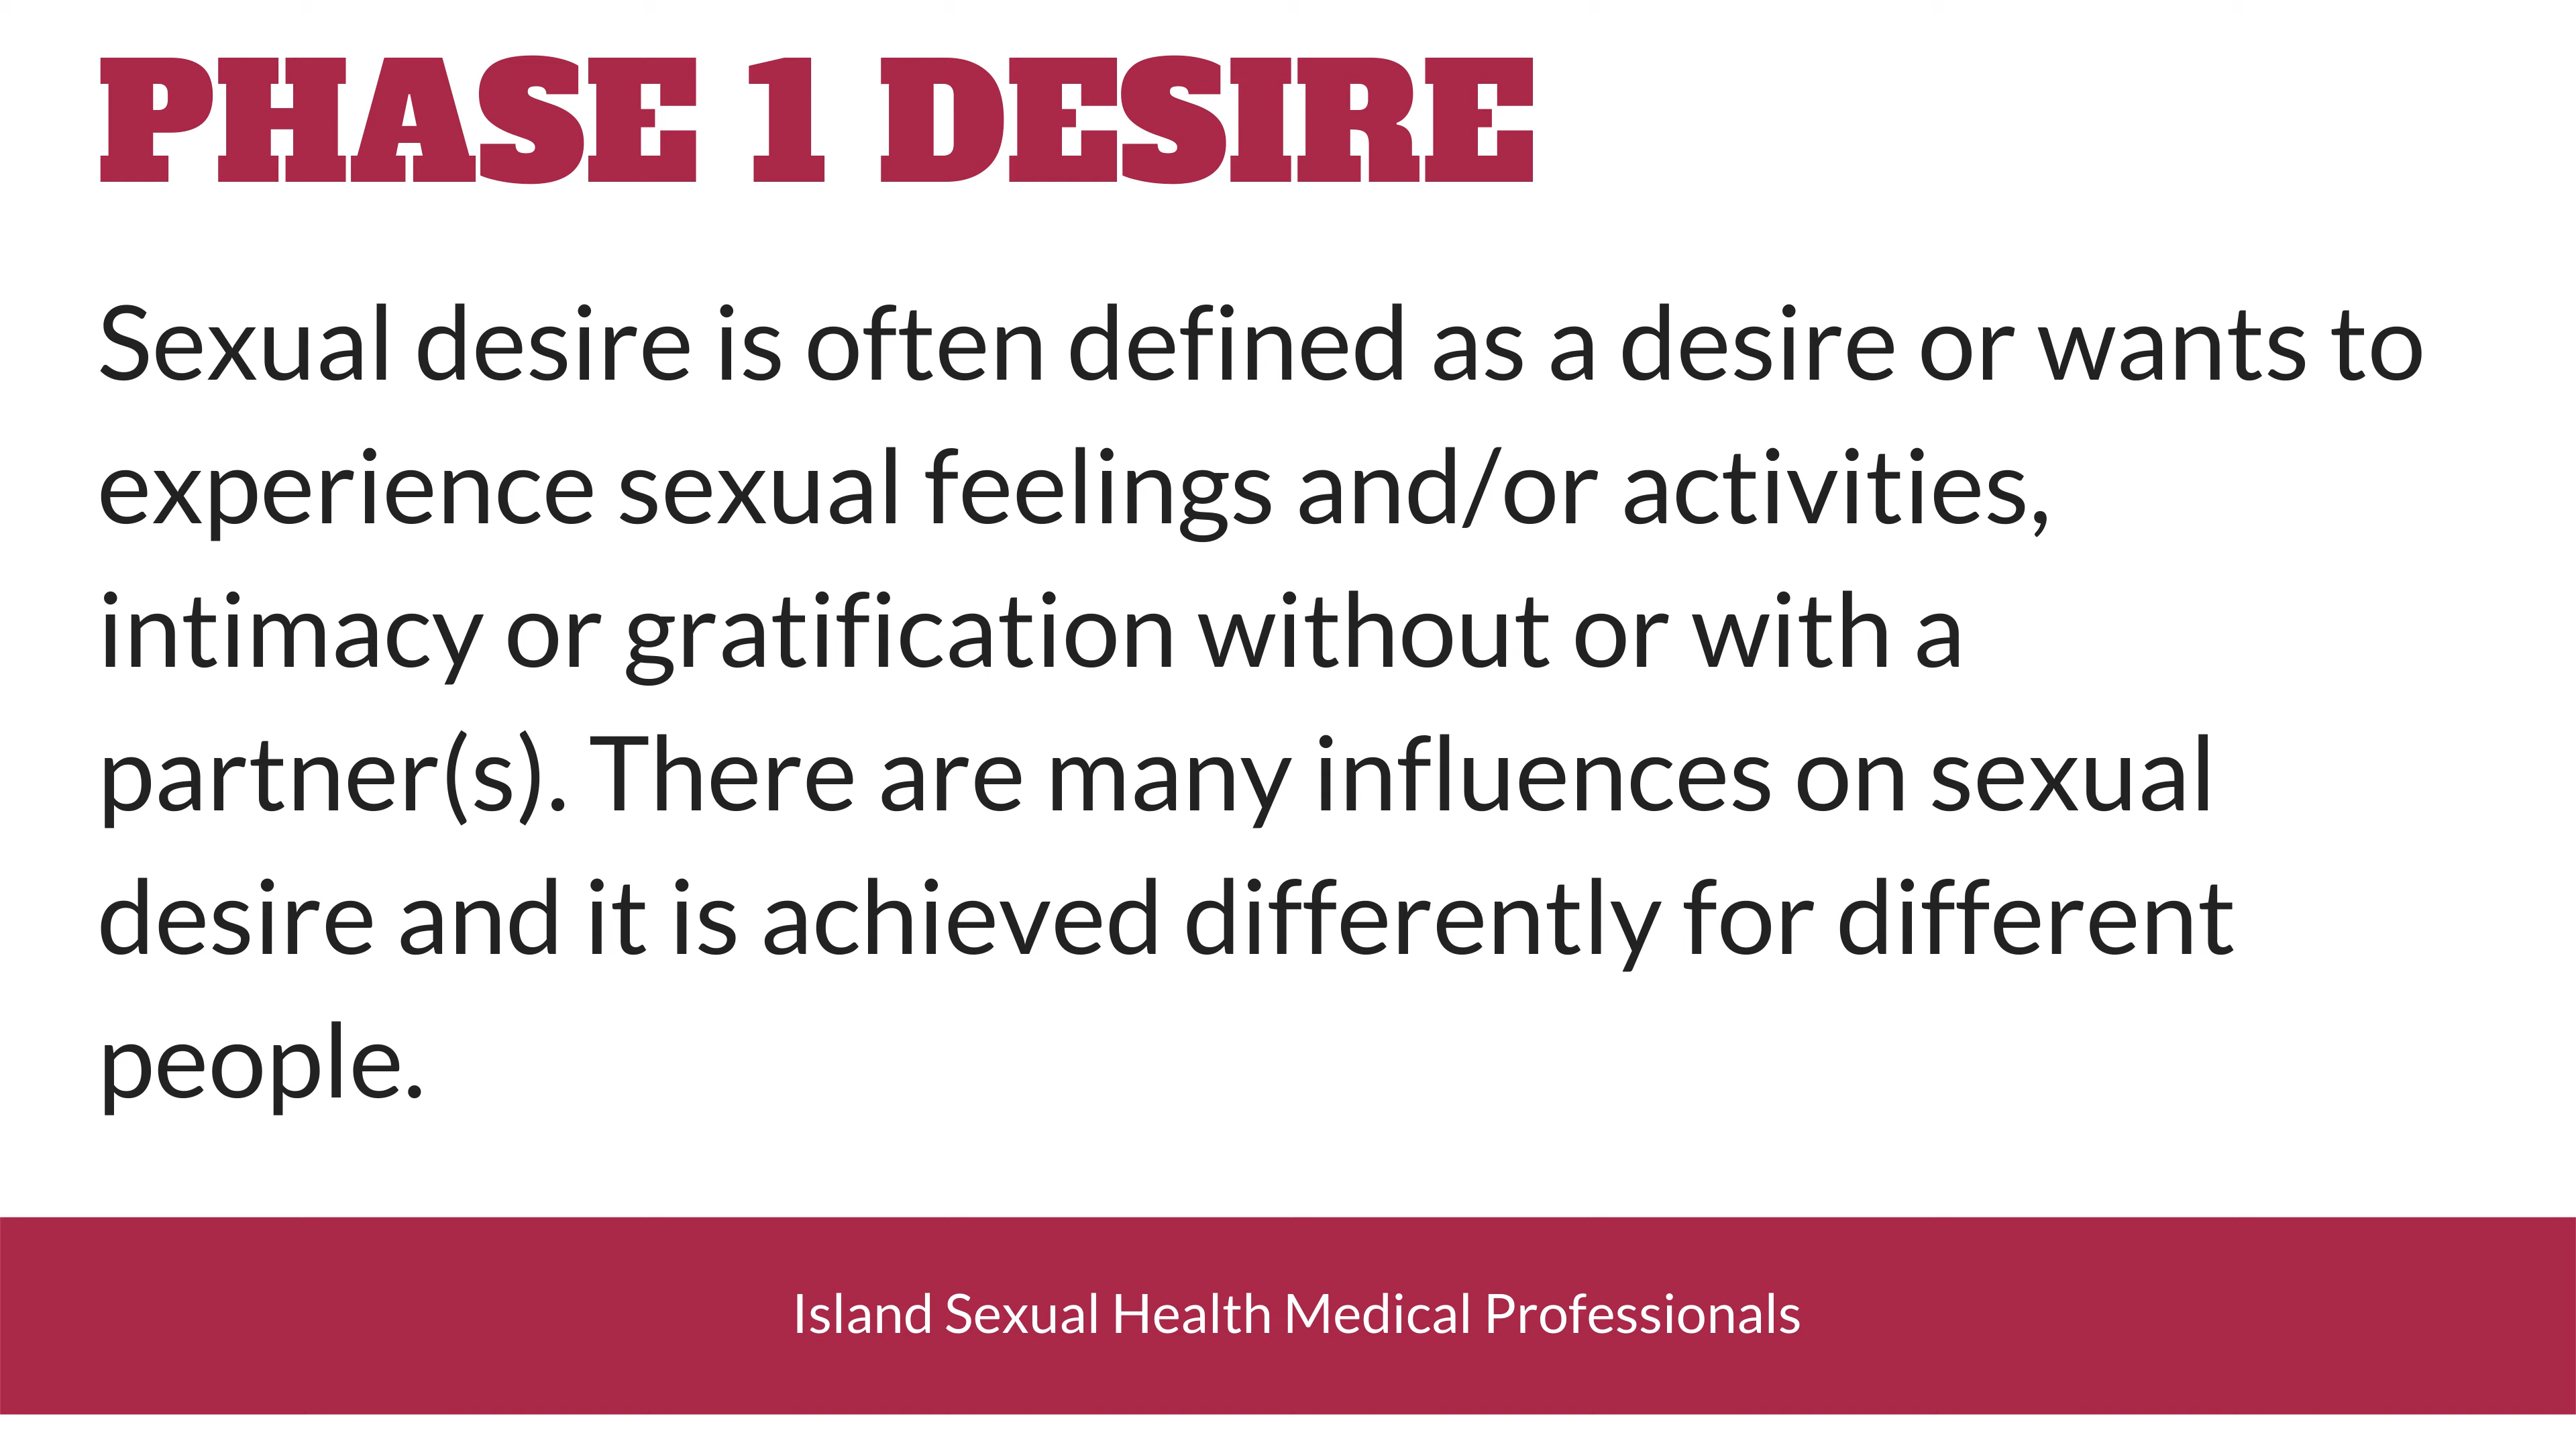 PHASE 1 DESIRE
Sexual desire is often defined as a desire or wants to
experience sexual feelings and/or activities,
intimacy or gratification without or with a
partner(s). There are many influences on sexual
desire and it is achieved differently for different
people.
Island Sexual Health Medical Professionals